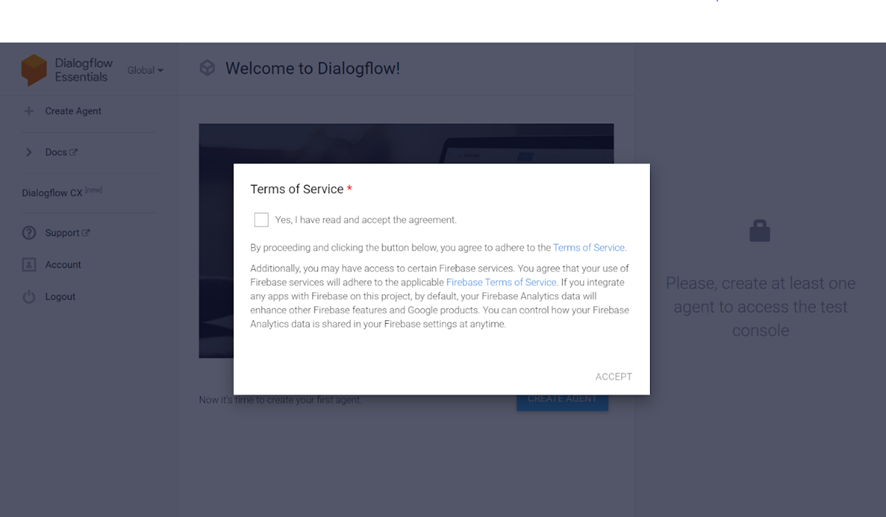 Dialogflow
Essentials
Global
Welcome to Dialogflow!
Create Agent
Docs
Dialogflow CX [new]
Support
Account
Logout
Terms of Service *
Yes, I have read and accept the agreement.
By proceeding and clicking the button below, you agree to adhere to the Terms of Service.
Additionally, you may have access to certain Firebase services. You agree that your use of
Firebase services will adhere to the applicable Firebase Terms of Service. If you integrate
any apps with Firebase on this project, by default, your Firebase Analytics data will
enhance other Firebase features and Google products. You can control how your Firebase
Analytics data is shared in your Firebase settings at anytime.
ACCEPT
Now it's time to create your first agent.
CREATE AGENT
Please, create at least one
agent to access the test
console